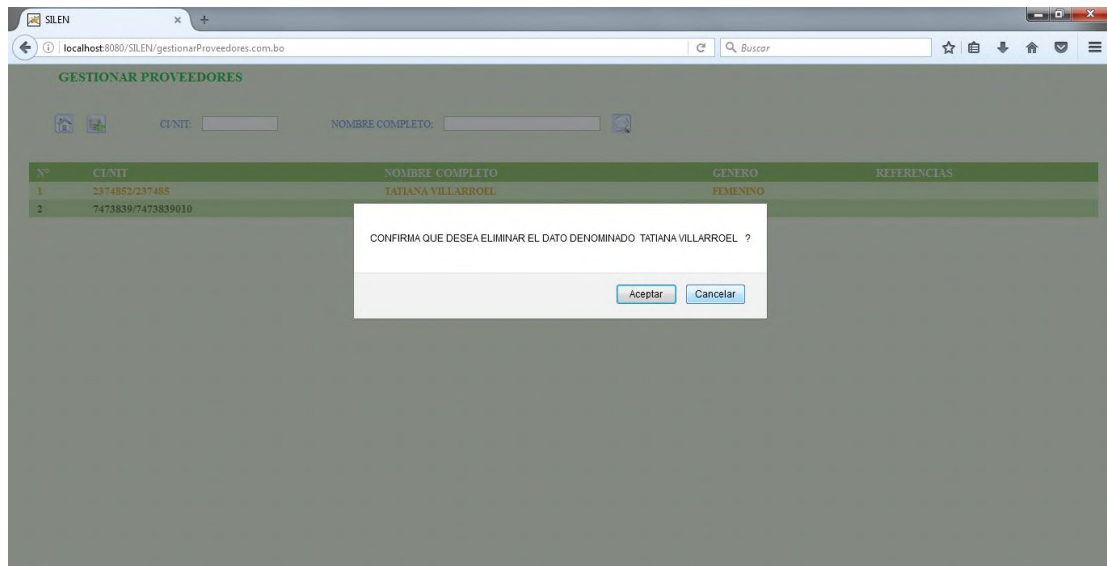 SILEN
localhost:8080/SILEN/gestionarProveedores.com.bo
Buscar
GESTIONAR PROVEEDORES
CI/NIT: NOMBRE COMPLETO:
Nº CI/NIT NOMBRE COMPLETO GENERO REFERENCIAS
1 2374852/237485 TATIANA VILLARROEL FEMENINO
2 7473839/7473839010
CONFIRMA QUE DESEA ELIMINAR EL DATO DENOMINADO TATIANA VILLARROEL ?
Aceptar Cancelar